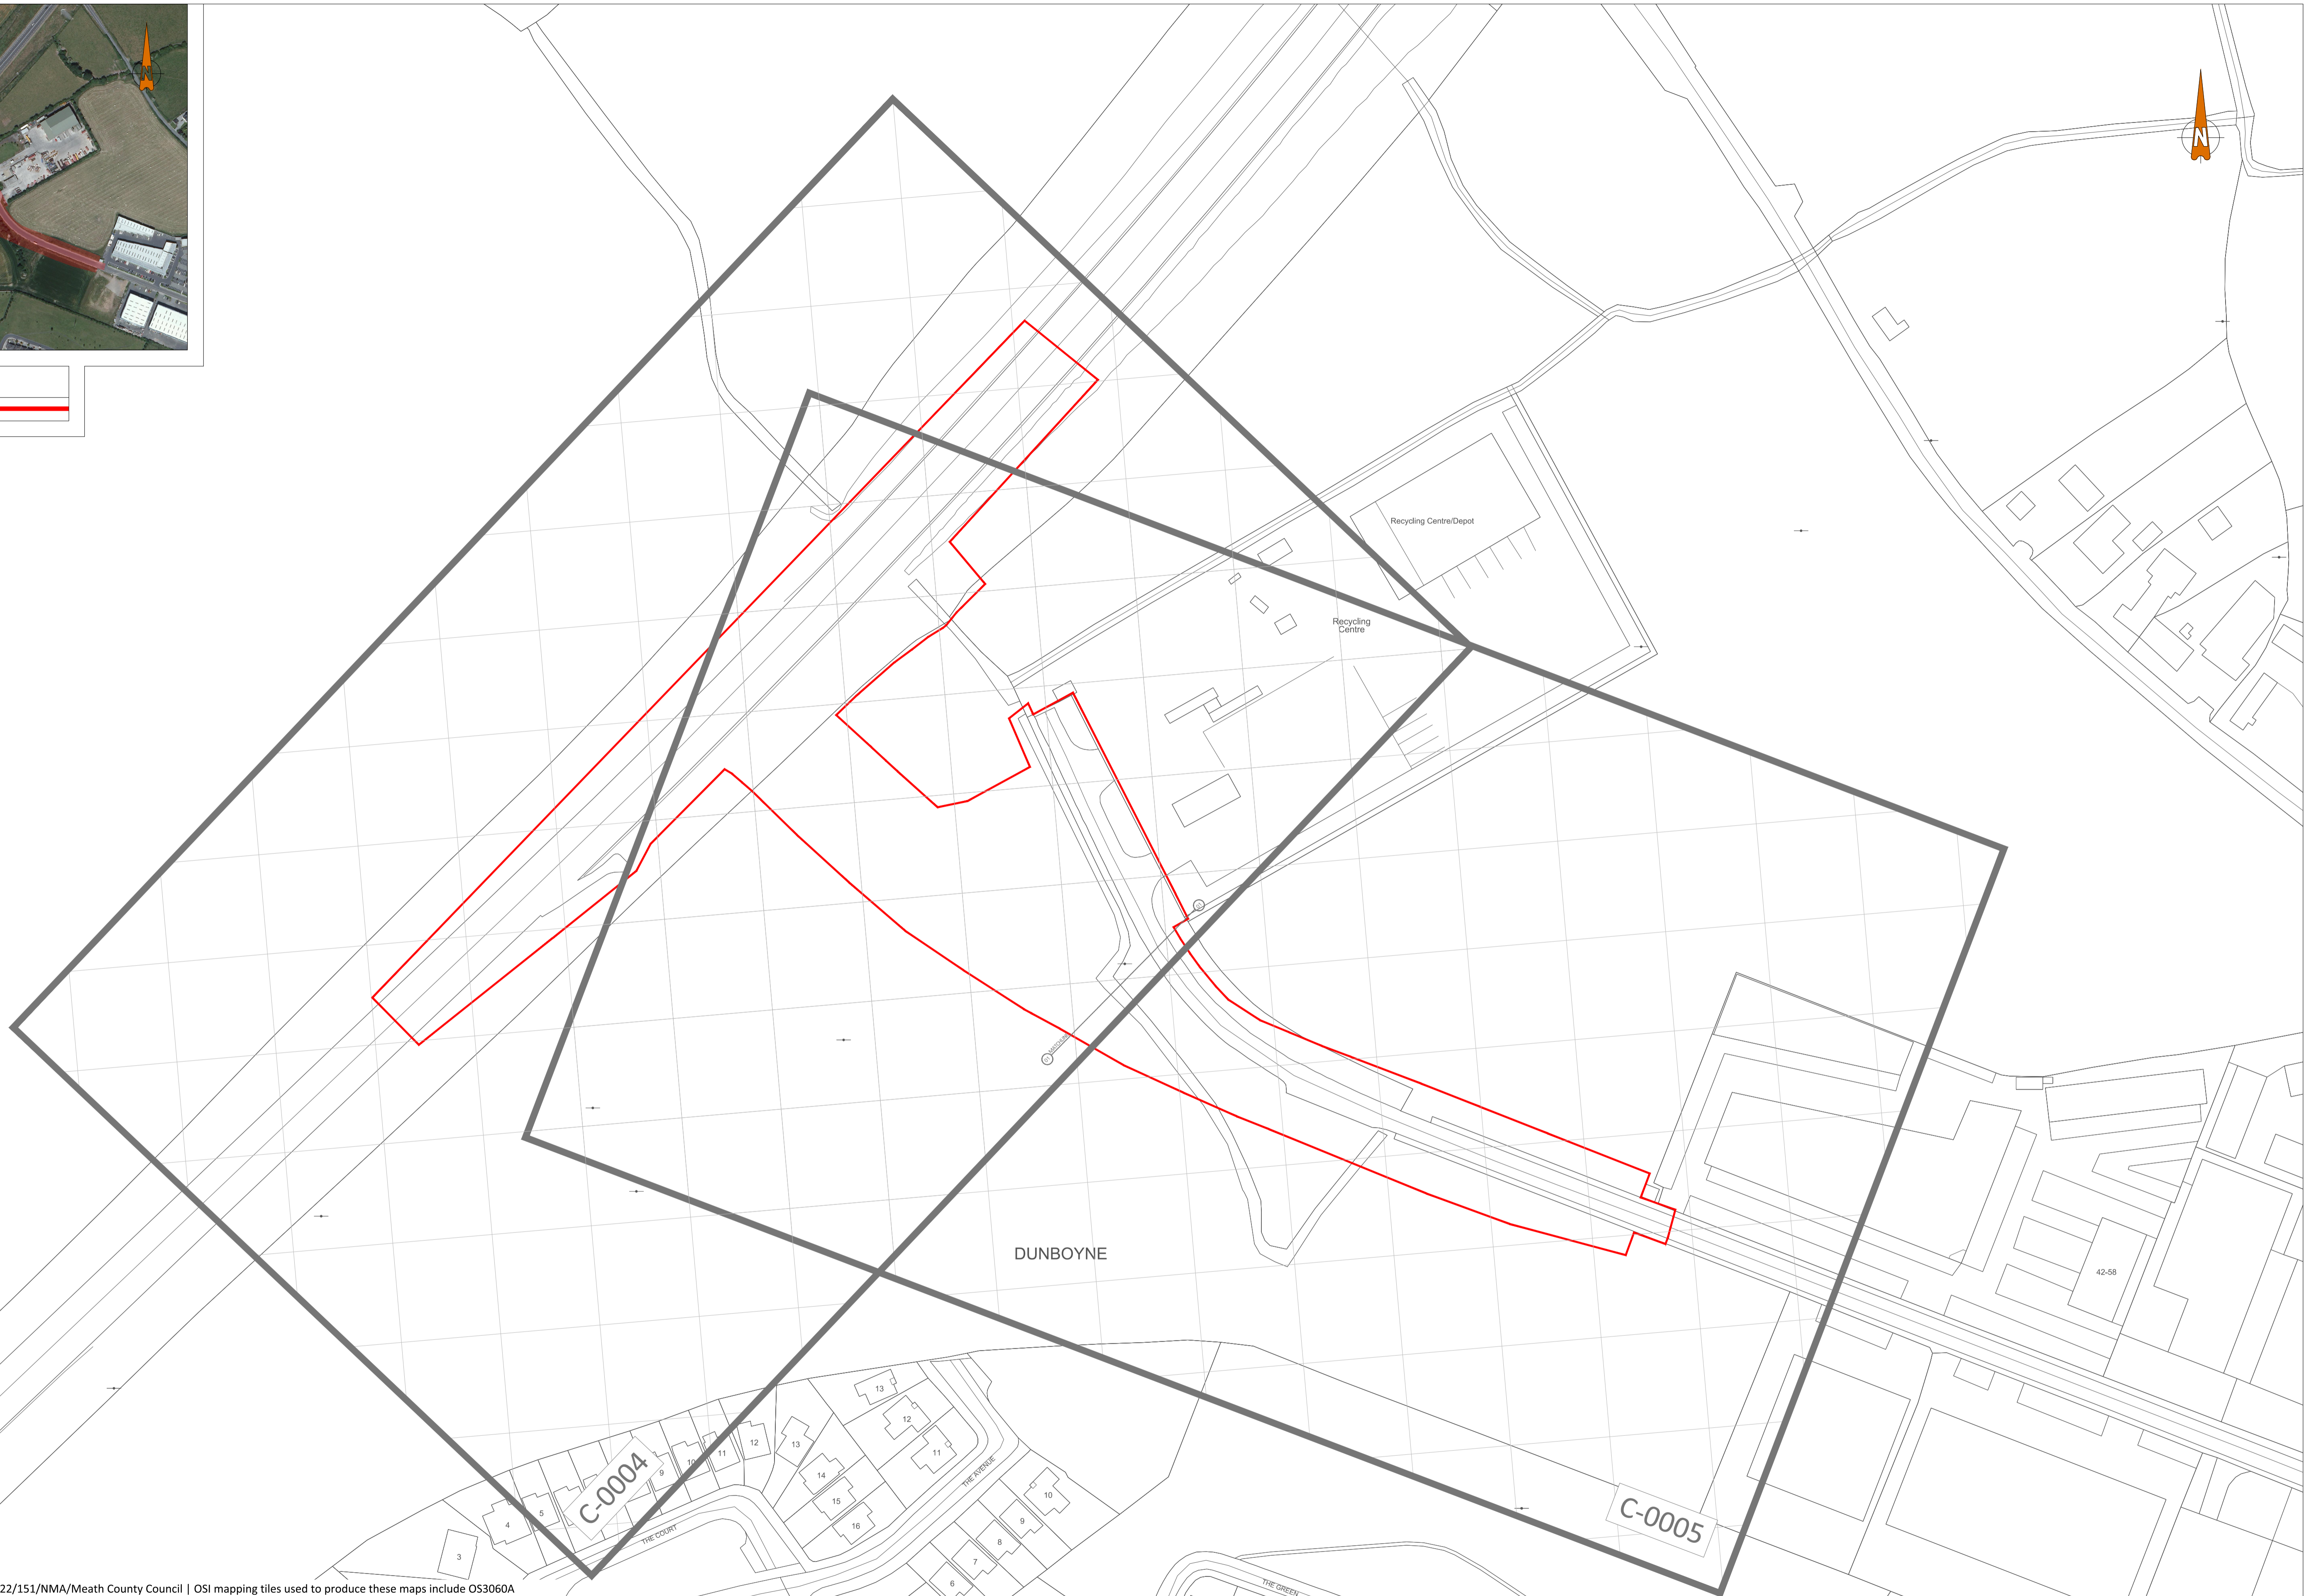 N
N
Recycling Centre/Depot
Recycling
Centre
01
01
DUNBOYNE
42-58
C-0004
C-0005
13
12
11
12
13
11
10
9
14
15
16
5
4
3
10
9
8
7
6
THE AVENUE
THE COURT
THE GREEN
22/151/NMA/Meath County Council | OSI mapping tiles used to produce these maps include OS3060A